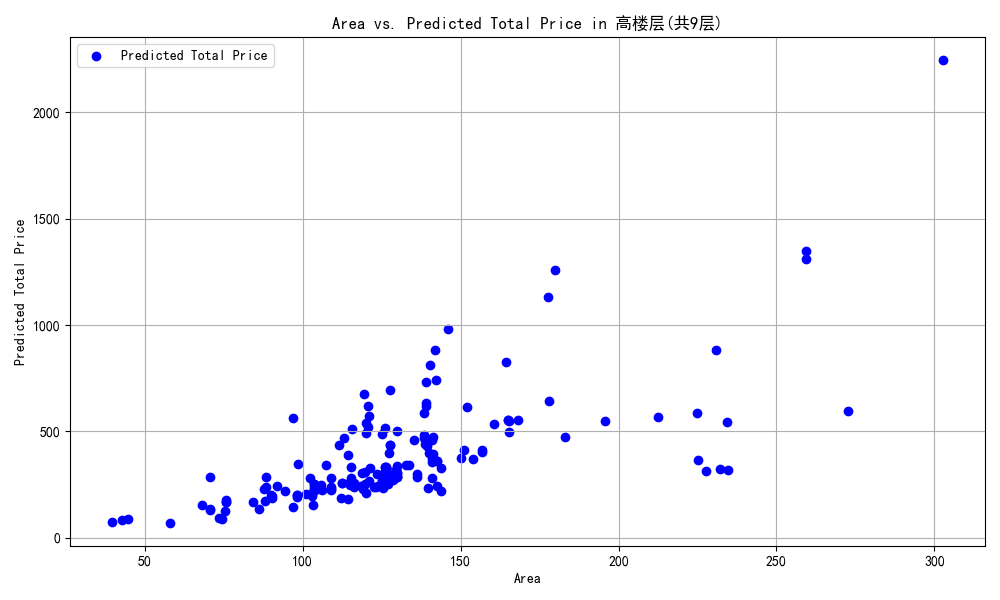 Area vs. Predicted Total Price in 高楼层(共9层)
Predicted Total Price
2000
1500
1000
500
0
Predicted Total Price
50
100
150
200
250
300
Area